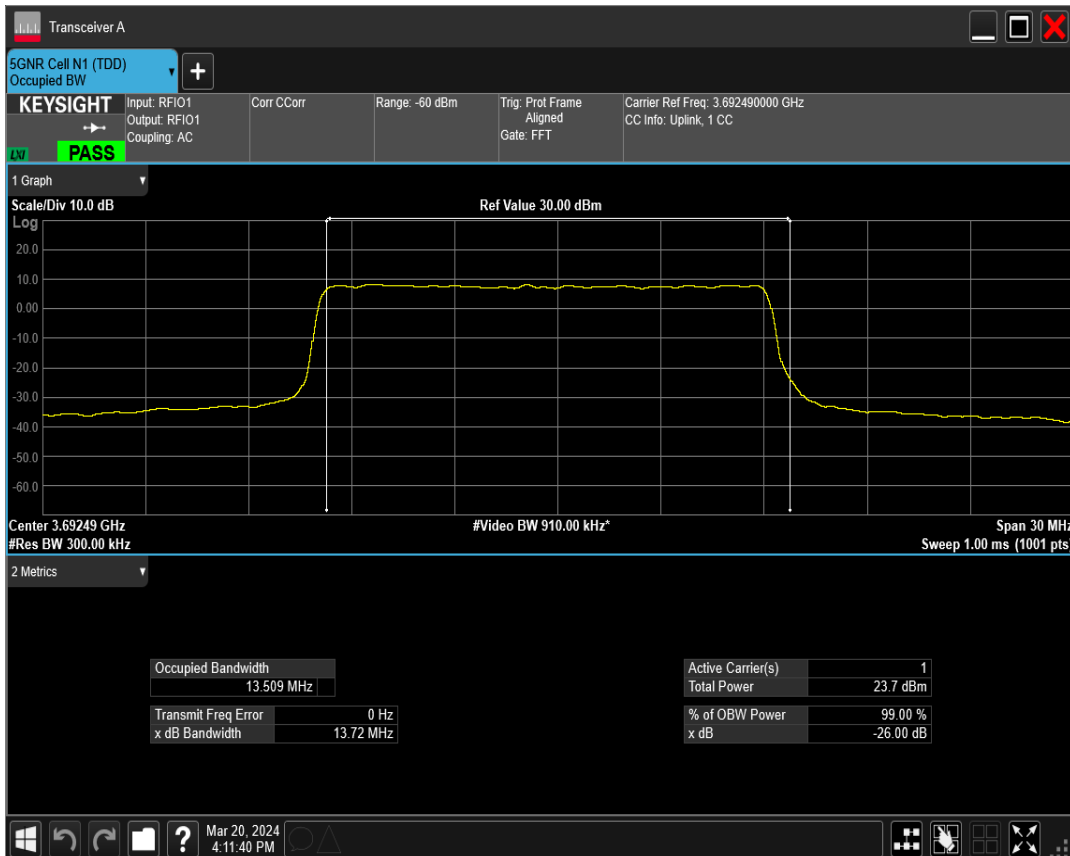 Transceiver A
5GNR Cell N1 (TDD)
Occupied BW
+
KEYSIGHT
LXI
PASS
Input: RFIO1
Output: RFIO1
Coupling: AC
Corr CCorr
Range: -60 dBm
Trig: Prot Frame
Aligned
Gate: FFT
Carrier Ref Freq: 3.692490000 GHz
CC Info: Uplink, 1 CC
1 Graph
Scale/Div 10.0 dB
Ref Value 30.00 dBm
Log
20.0
10.0
0.00
-10.0
-20.0
-30.0
-40.0
-50.0
-60.0
Center 3.69249 GHz
#Video BW 910.00 kHz*
Span 30 MHz
#Res BW 300.00 kHz
Sweep 1.00 ms (1001 pts)
2 Metrics
Occupied Bandwidth
13.509 MHz
Transmit Freq Error 0 Hz
x dB Bandwidth 13.72 MHz
Active Carrier(s) 1
Total Power 23.7 dBm
% of OBW Power 99.00 %
x dB -26.00 dB
?
Mar 20, 2024
4:11:40 PM